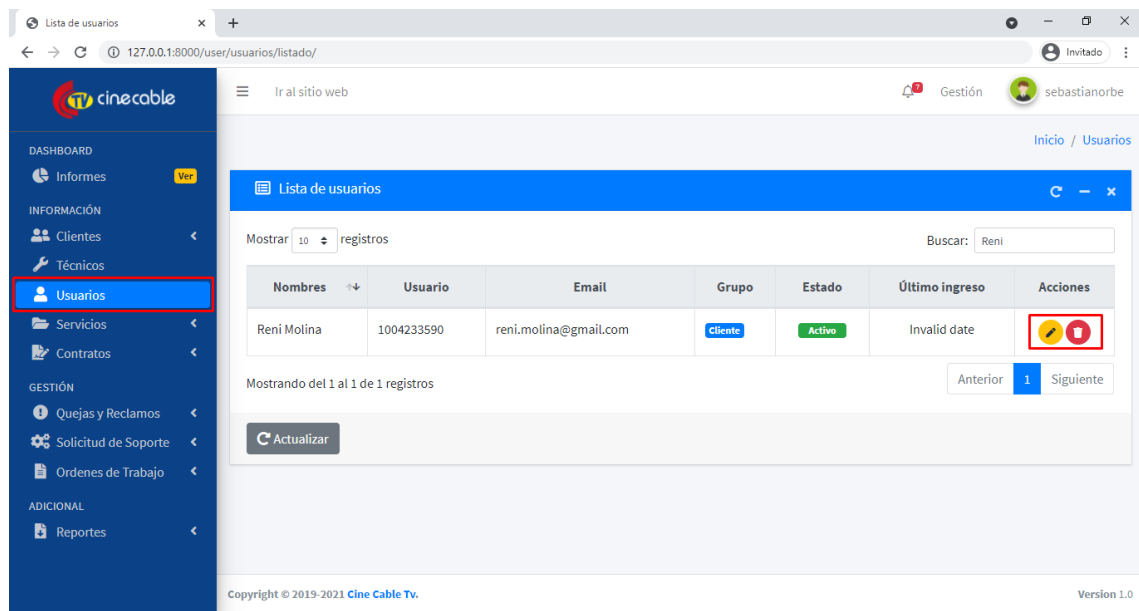 Lista de usuarios
127.0.0.1:8000/user/usuarios/listado/
Invitado
TV cinecable
Ir al sitio web
7
Gestión
sebastianorbe
Inicio / Usuarios
DASHBOARD
Informes
Ver
INFORMACIÓN
Clientes
Técnicos
Usuarios
Servicios
Contratos
GESTIÓN
Quejas y Reclamos
Solicitud de Soporte
Ordenes de Trabajo
ADICIONAL
Reportes
Lista de usuarios
Mostrar 10 registros
Buscar: Reni
Nombres Usuario Email Grupo Estado Último ingreso Acciones
Reni Molina 1004233590 reni.molina@gmail.com Cliente Activo Invalid date
Mostrando del 1 al 1 de 1 registros
Anterior 1 Siguiente
Actualizar
Copyright © 2019-2021 Cine Cable Tv.
Version 1.0